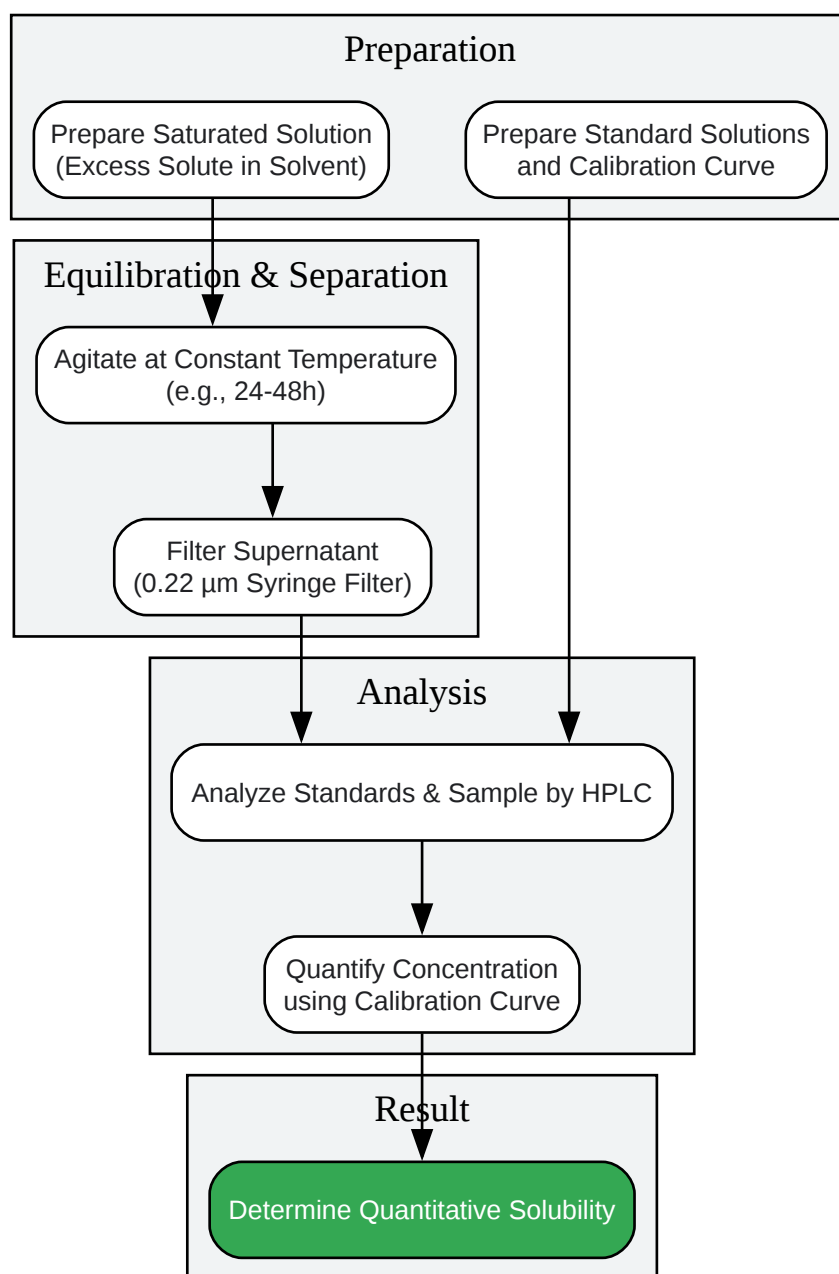 Preparation
Prepare Saturated Solution
(Excess Solute in Solvent)
Prepare Standard Solutions
and Calibration Curve
Equilibration & Separation
Agitate at Constant Temperature
(e.g., 24-48h)
Filter Supernatant
(0.22 µm Syringe Filter)
Analysis
Analyze Standards & Sample by HPLC
Quantify Concentration
using Calibration Curve
Result
Determine Quantitative Solubility